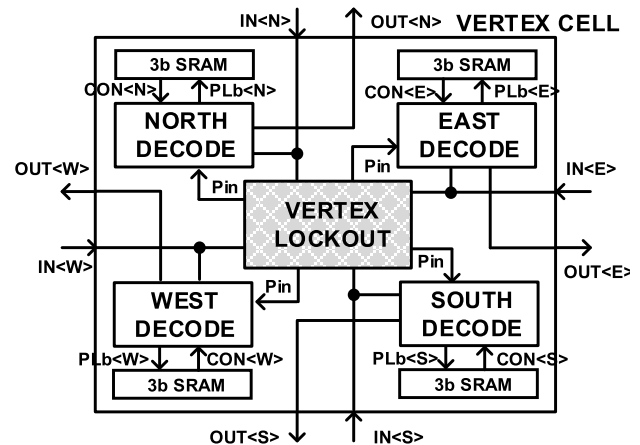 IN<N>
OUT<N>
VERTEX CELL
3b SRAM
3b SRAM
CON<N>
PLb<N>
CON<E>
PLb<E>
NORTH
DECODE
EAST
DECODE
OUT<W>
Pin
Pin
IN<E>
VERTEX
LOCKOUT
IN<W>
Pin
Pin
OUT<E>
WEST
DECODE
SOUTH
DECODE
PLb<W>
CON<W>
PLb<S>
CON<S>
3b SRAM
3b SRAM
OUT<S>
IN<S>